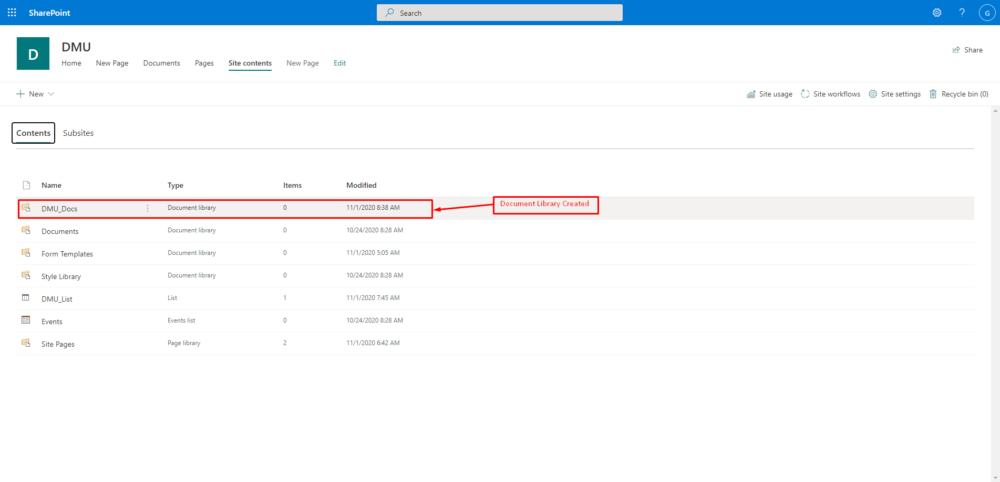 SharePoint Search ? G
D DMU
Share
Home New Page Documents Pages Site contents New Page Edit
New Site usage Site workflows Site settings Recycle bin (0)
Contents Subsites
Name Type Items Modified
DMU_Docs Document library 0 11/1/2020 8:38 AM Document Library Created
Documents Document library 0 10/24/2020 8:28 AM
Form Templates Document library 0 11/1/2020 5:05 AM
Style Library Document library 0 10/24/2020 8:28 AM
DMU_List List 1 11/1/2020 7:45 AM
Events Events list 0 10/24/2020 8:28 AM
Site Pages Page library 2 11/1/2020 6:42 AM